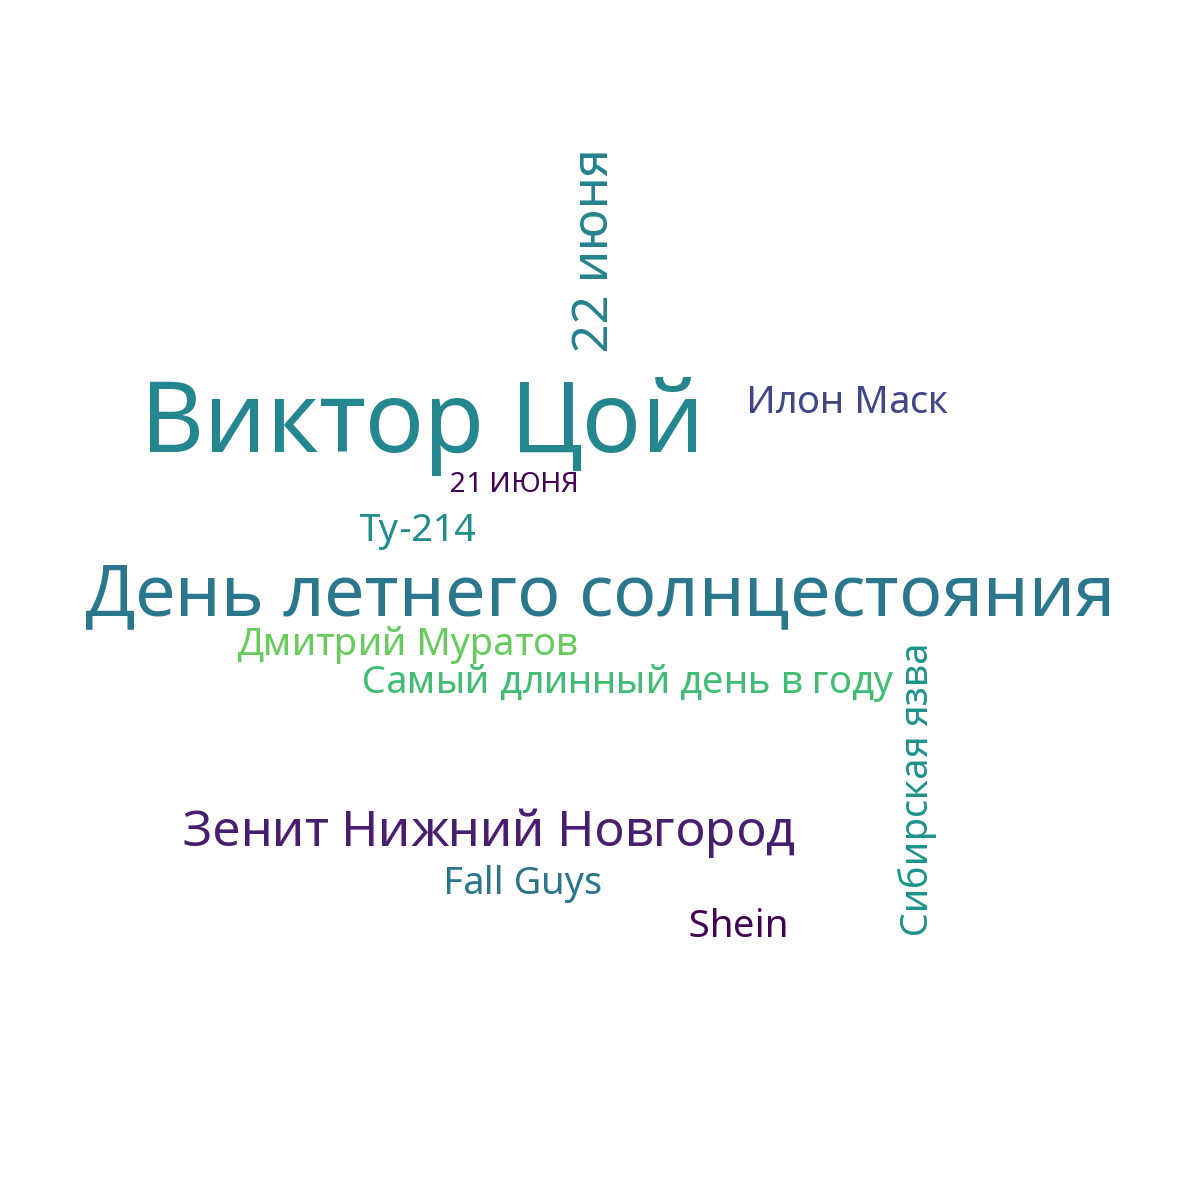 22 июня
Виктор Цой
Илон Маск
21 ИЮНЯ
Ту-214
День летнего солнцестояния
Дмитрий Муратов
Самый длинный день в году
Сибирская язва
Зенит Нижний Новгород
Fall Guys
Shein